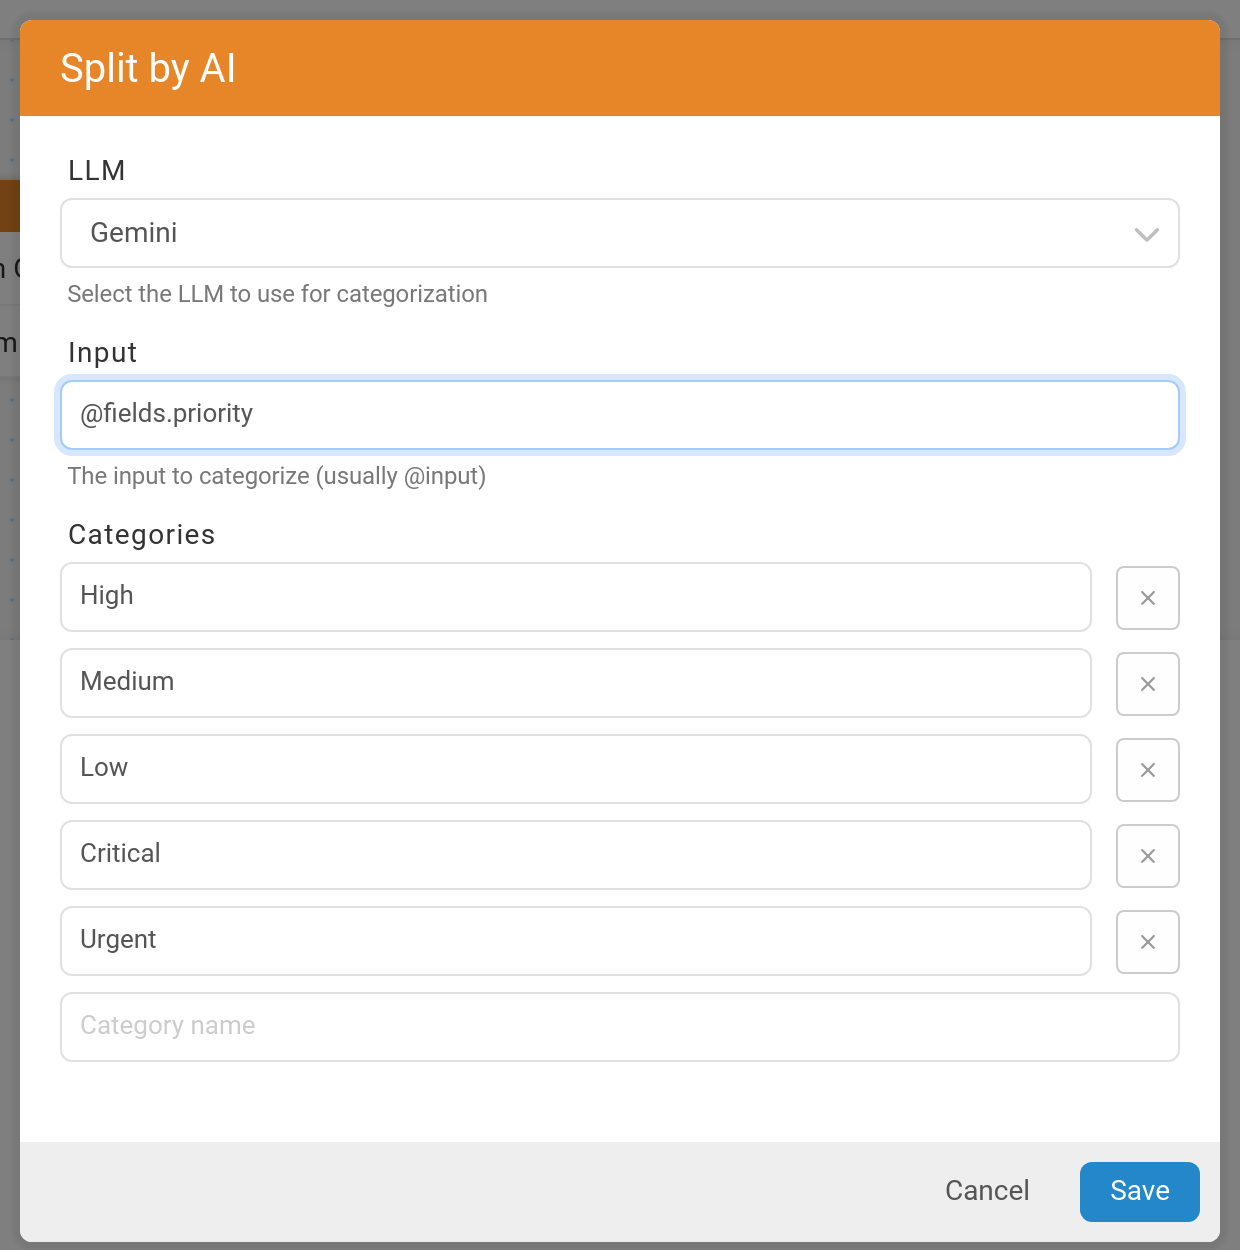 Split by AI
LLM
Gemini
Select the LLM to use for categorization
Input
@fields.priority
The input to categorize (usually @input)
Categories
High
Medium
Low
Critical
Urgent
Category name
Cancel
Save